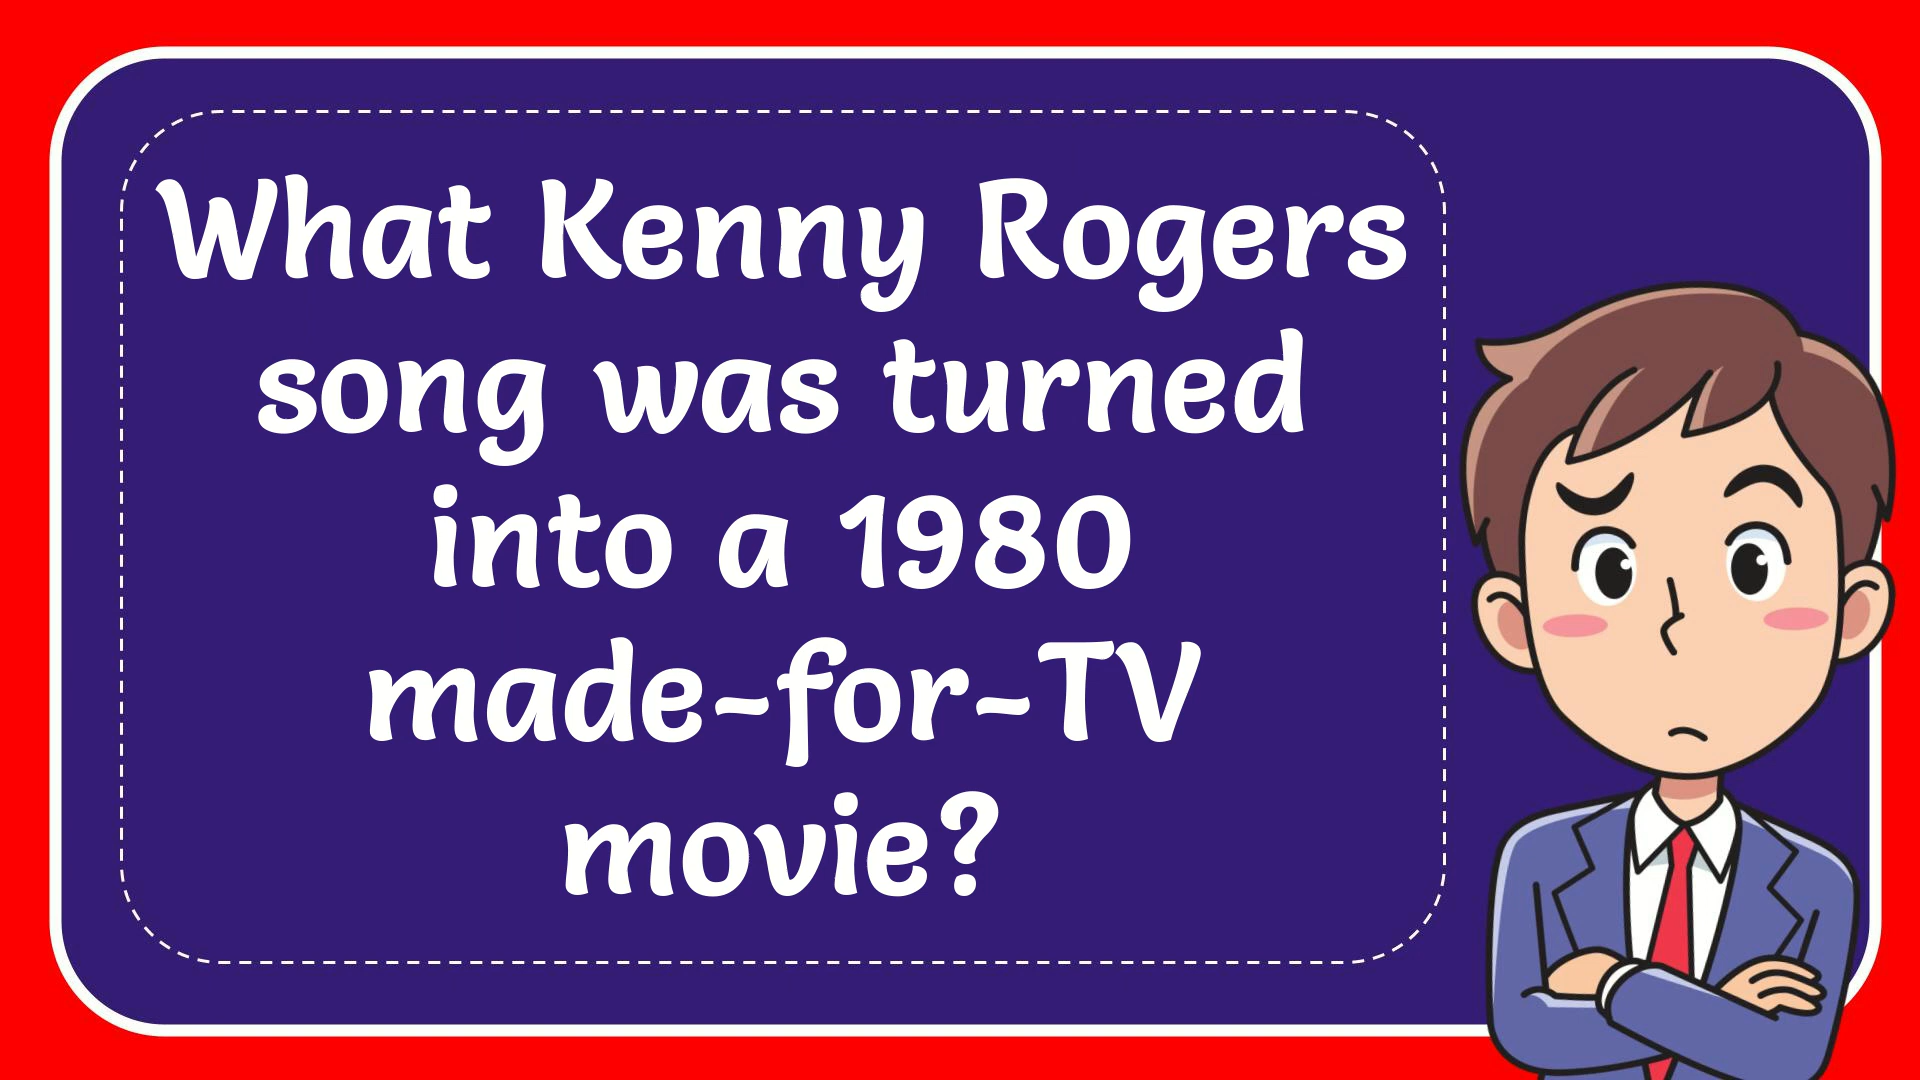 What Kenny Rogers
song was turned
into a 1980
made-for-TV
movie?